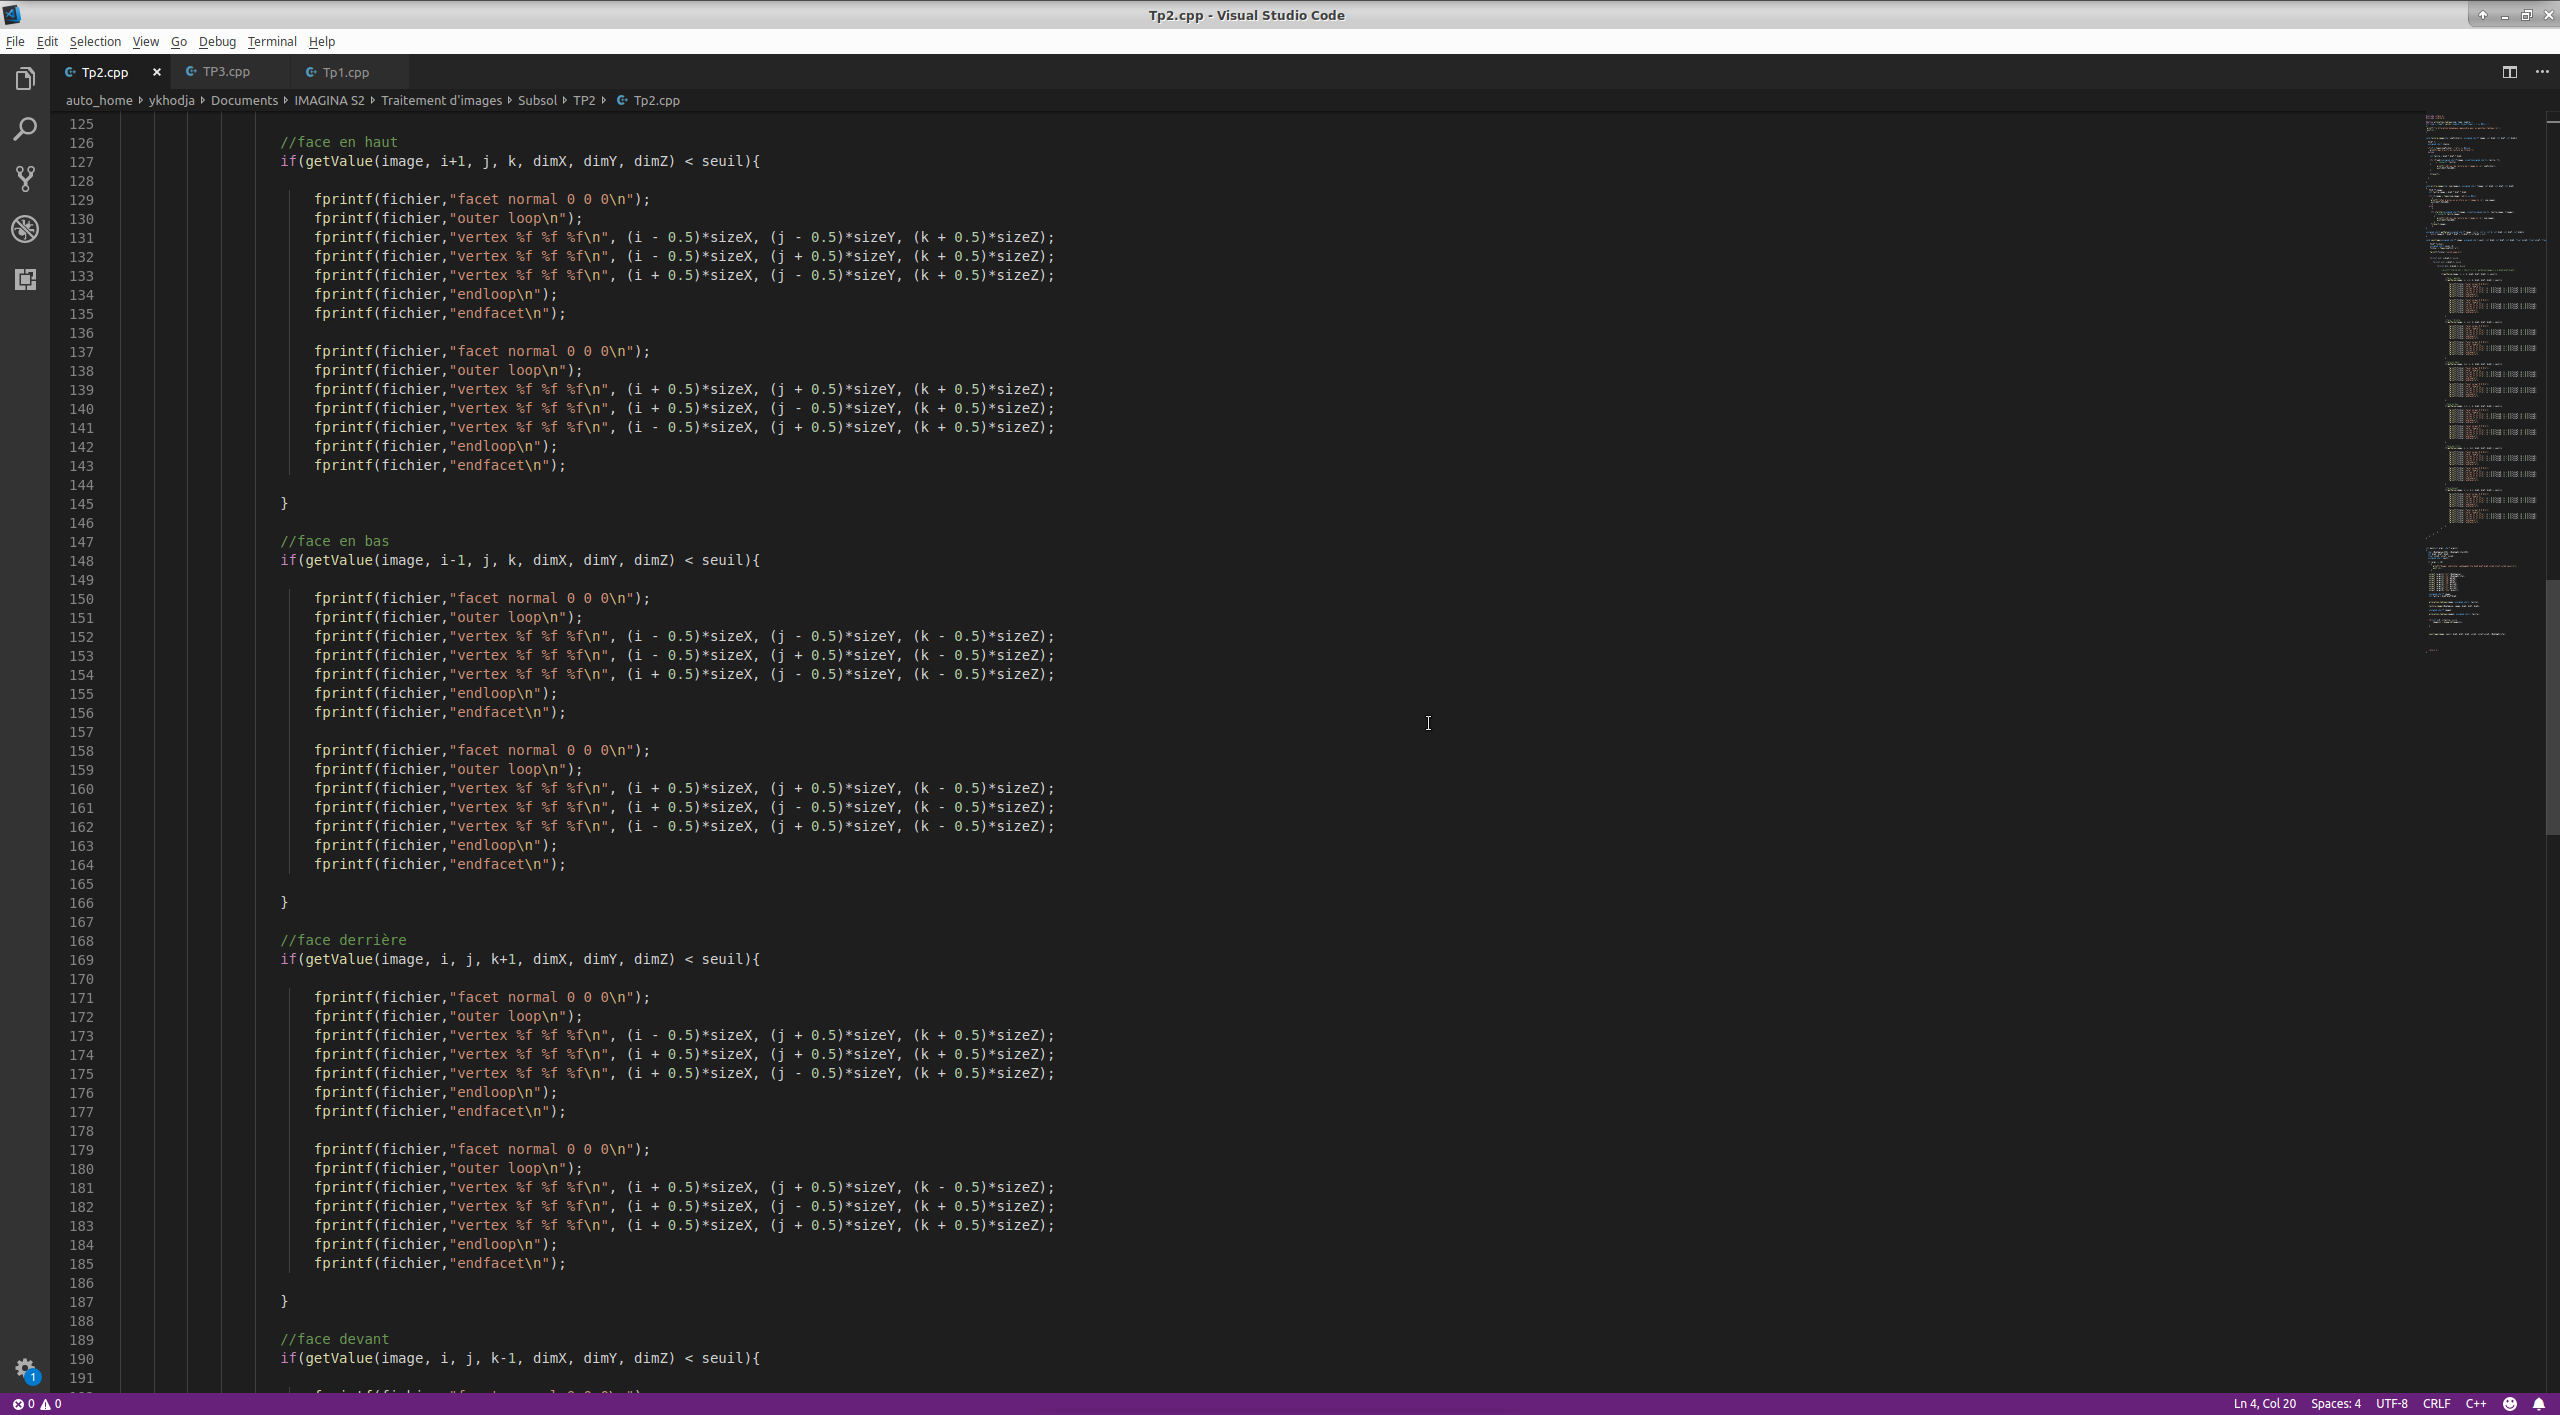 Tp2.cpp - Visual Studio Code
File Edit Selection View Go Debug Terminal Help
Tp2.cpp TP3.cpp Tp1.cpp
auto_home ykhodja Documents IMAGINA S2 Traitement d'images Subsol TP2 Tp2.cpp
125
126 //face en haut
127 if(getValue(image, i+1, j, k, dimX, dimY, dimZ) < seuil){
128
129 fprintf(fichier,"facet normal 0 0 0\n");
130 fprintf(fichier,"outer loop\n");
131 fprintf(fichier,"vertex %f %f %f\n", (i - 0.5)*sizeX, (j - 0.5)*sizeY, (k + 0.5)*sizeZ);
132 fprintf(fichier,"vertex %f %f %f\n", (i - 0.5)*sizeX, (j + 0.5)*sizeY, (k + 0.5)*sizeZ);
133 fprintf(fichier,"vertex %f %f %f\n", (i + 0.5)*sizeX, (j - 0.5)*sizeY, (k + 0.5)*sizeZ);
134 fprintf(fichier,"endloop\n");
135 fprintf(fichier,"endfacet\n");
136
137 fprintf(fichier,"facet normal 0 0 0\n");
138 fprintf(fichier,"outer loop\n");
139 fprintf(fichier,"vertex %f %f %f\n", (i + 0.5)*sizeX, (j + 0.5)*sizeY, (k + 0.5)*sizeZ);
140 fprintf(fichier,"vertex %f %f %f\n", (i + 0.5)*sizeX, (j - 0.5)*sizeY, (k + 0.5)*sizeZ);
141 fprintf(fichier,"vertex %f %f %f\n", (i - 0.5)*sizeX, (j + 0.5)*sizeY, (k + 0.5)*sizeZ);
142 fprintf(fichier,"endloop\n");
143 fprintf(fichier,"endfacet\n");
144
145 }
146
147 //face en bas
148 if(getValue(image, i-1, j, k, dimX, dimY, dimZ) < seuil){
149
150 fprintf(fichier,"facet normal 0 0 0\n");
151 fprintf(fichier,"outer loop\n");
152 fprintf(fichier,"vertex %f %f %f\n", (i - 0.5)*sizeX, (j - 0.5)*sizeY, (k - 0.5)*sizeZ);
153 fprintf(fichier,"vertex %f %f %f\n", (i - 0.5)*sizeX, (j + 0.5)*sizeY, (k - 0.5)*sizeZ);
154 fprintf(fichier,"vertex %f %f %f\n", (i + 0.5)*sizeX, (j - 0.5)*sizeY, (k - 0.5)*sizeZ);
155 fprintf(fichier,"endloop\n");
156 fprintf(fichier,"endfacet\n");
157
158 fprintf(fichier,"facet normal 0 0 0\n");
159 fprintf(fichier,"outer loop\n");
160 fprintf(fichier,"vertex %f %f %f\n", (i + 0.5)*sizeX, (j + 0.5)*sizeY, (k - 0.5)*sizeZ);
161 fprintf(fichier,"vertex %f %f %f\n", (i + 0.5)*sizeX, (j - 0.5)*sizeY, (k - 0.5)*sizeZ);
162 fprintf(fichier,"vertex %f %f %f\n", (i - 0.5)*sizeX, (j + 0.5)*sizeY, (k - 0.5)*sizeZ);
163 fprintf(fichier,"endloop\n");
164 fprintf(fichier,"endfacet\n");
165
166 }
167
168 //face derrière
169 if(getValue(image, i, j, k+1, dimX, dimY, dimZ) < seuil){
170
171 fprintf(fichier,"facet normal 0 0 0\n");
172 fprintf(fichier,"outer loop\n");
173 fprintf(fichier,"vertex %f %f %f\n", (i - 0.5)*sizeX, (j + 0.5)*sizeY, (k + 0.5)*sizeZ);
174 fprintf(fichier,"vertex %f %f %f\n", (i + 0.5)*sizeX, (j + 0.5)*sizeY, (k + 0.5)*sizeZ);
175 fprintf(fichier,"vertex %f %f %f\n", (i + 0.5)*sizeX, (j - 0.5)*sizeY, (k + 0.5)*sizeZ);
176 fprintf(fichier,"endloop\n");
177 fprintf(fichier,"endfacet\n");
178
179 fprintf(fichier,"facet normal 0 0 0\n");
180 fprintf(fichier,"outer loop\n");
181 fprintf(fichier,"vertex %f %f %f\n", (i + 0.5)*sizeX, (j + 0.5)*sizeY, (k - 0.5)*sizeZ);
182 fprintf(fichier,"vertex %f %f %f\n", (i + 0.5)*sizeX, (j - 0.5)*sizeY, (k + 0.5)*sizeZ);
183 fprintf(fichier,"vertex %f %f %f\n", (i + 0.5)*sizeX, (j + 0.5)*sizeY, (k + 0.5)*sizeZ);
184 fprintf(fichier,"endloop\n");
185 fprintf(fichier,"endfacet\n");
186
187 }
188
189 //face devant
190 if(getValue(image, i, j, k-1, dimX, dimY, dimZ) < seuil){
191
1
0 0 Ln 4, Col 20 Spaces: 4 UTF-8 CRLF C++